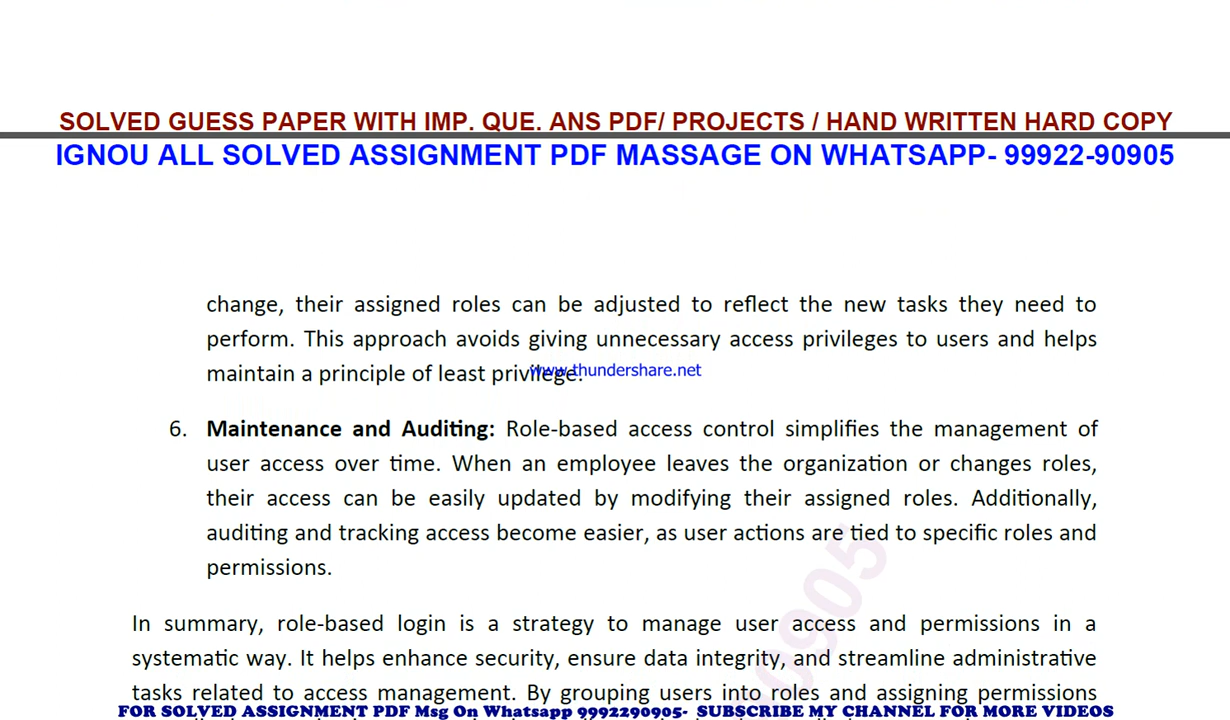 SOLVED GUESS PAPER WITH IMP. QUE. ANS PDF/ PROJECTS / HAND WRITTEN HARD COPY
IGNOU ALL SOLVED ASSIGNMENT PDF MASSAGE ON WHATSAPP- 99922-90905
change, their assigned roles can be adjusted to reflect the new tasks they need to
perform. This approach avoids giving unnecessary access privileges to users and helps
maintain a principle of least privilege.
www.thundershare.net
6. Maintenance and Auditing: Role-based access control simplifies the management of
user access over time. When an employee leaves the organization or changes roles,
their access can be easily updated by modifying their assigned roles. Additionally,
auditing and tracking access become easier, as user actions are tied to specific roles and
permissions.
In summary, role-based login is a strategy to manage user access and permissions in a
systematic way. It helps enhance security, ensure data integrity, and streamline administrative
tasks related to access management. By grouping users into roles and assigning permissions
FOR SOLVED ASSIGNMENT PDF Msg On Whatsapp 9992290905- SUBSCRIBE MY CHANNEL FOR MORE VIDEOS